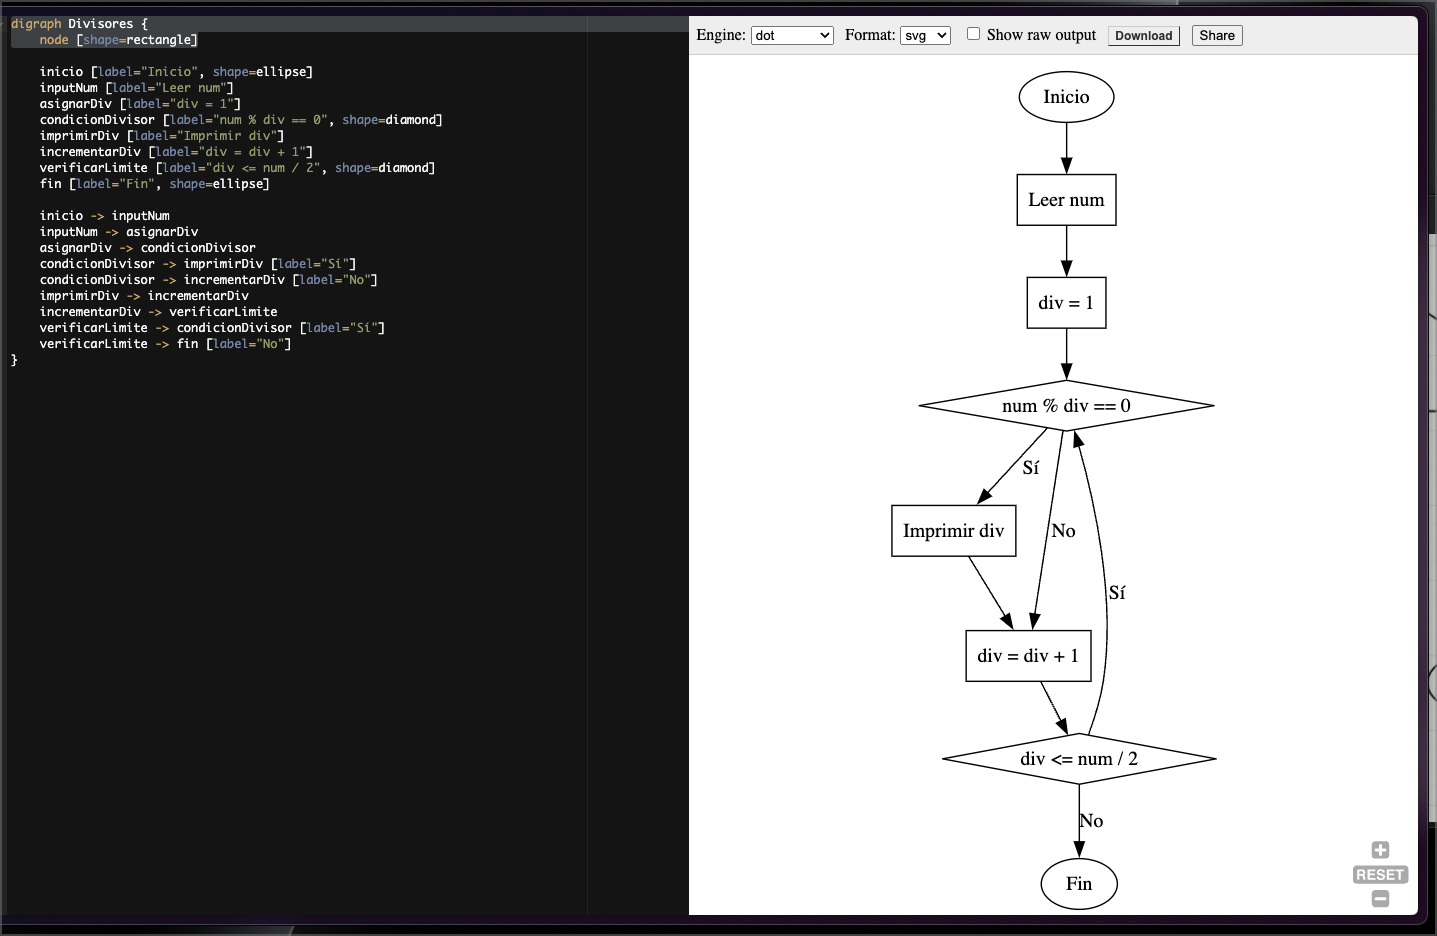 digraph Divisores {
node [shape=rectangle]
inicio [label="Inicio", shape=ellipse]
inputNum [label="Leer num"]
asignarDiv [label="div = 1"]
condicionDivisor [label="num % div == 0", shape=diamond]
imprimirDiv [label="Imprimir div"]
incrementarDiv [label="div = div + 1"]
verificarLimite [label="div <= num / 2", shape=diamond]
fin [label="Fin", shape=ellipse]
inicio -> inputNum
inputNum -> asignarDiv
asignarDiv -> condicionDivisor
condicionDivisor -> imprimirDiv [label="Sí"]
condicionDivisor -> incrementarDiv [label="No"]
imprimirDiv -> incrementarDiv
incrementarDiv -> verificarLimite
verificarLimite -> condicionDivisor [label="Sí"]
verificarLimite -> fin [label="No"]
}
Engine: dot Format: svg Show raw output Download Share
Inicio
Leer num
div = 1
num % div == 0
Sí
Imprimir div
No
Sí
div = div + 1
div <= num / 2
No
Fin
RESET